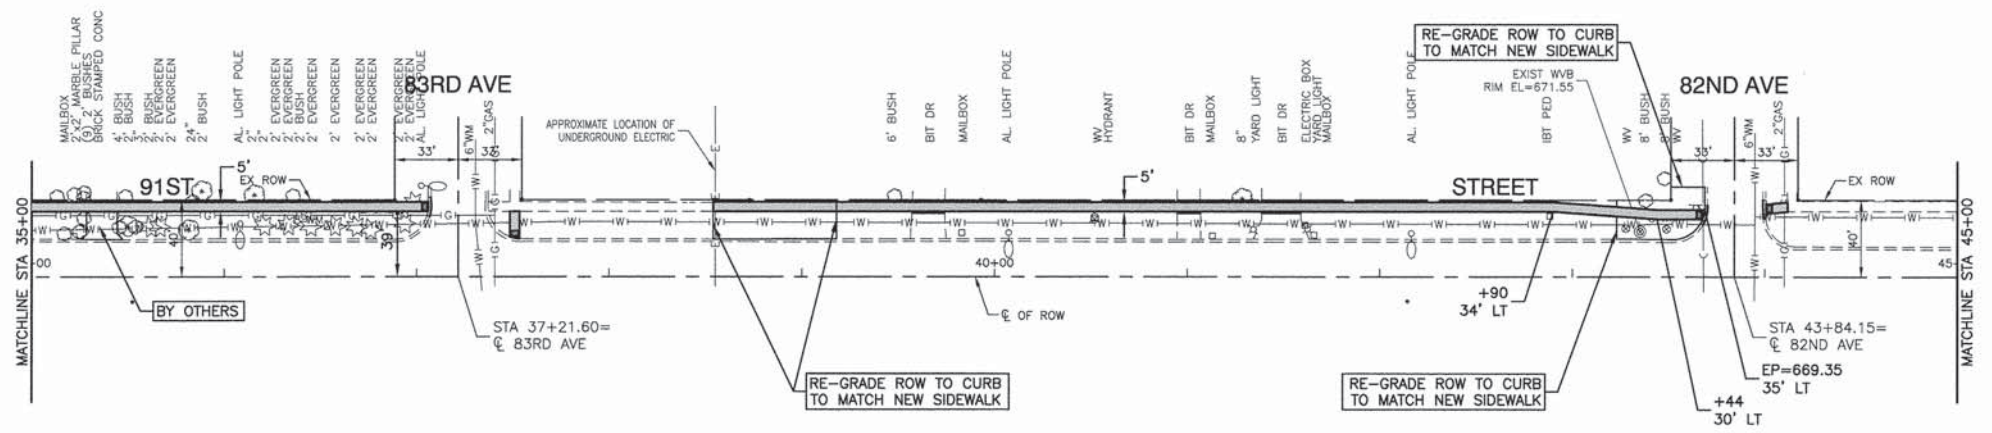 MAILBOX
2'x2' MARBLE PILLAR
(9) 2' BUSHES
BRICK STAMPED CONC
4' BUSH
2' BUSH
3"
2' BUSH
2' EVERGREEN
2' EVERGREEN
24"
2' BUSH
AL. LIGHT POLE
2"
2"
2' EVERGREEN
2' EVERGREEN
2' BUSH
2' EVERGREEN
2' EVERGREEN
2' EVERGREEN
2' EVERGREEN
2' EVERGREEN
2' EVERGREEN
AL. LIGHT POLE
83RD AVE
6"WM
2"GAS
33'
33'
APPROXIMATE LOCATION OF
UNDERGROUND ELECTRIC
6' BUSH
BIT DR
MAILBOX
AL. LIGHT POLE
WV
HYDRANT
BIT DR
MAILBOX
8"
YARD LIGHT
BIT DR
ELECTRIC BOX
YARD LIGHT
MAILBOX
AL. LIGHT POLE
RE-GRADE ROW TO CURB
TO MATCH NEW SIDEWALK
EXIST WVB
RIM EL=671.55
IBT PED
WV
8' BUSH
8' BUSH
WV
82ND AVE
6"WM
2"GAS
33'
33'
5'
91ST
EX ROW
5'
STREET
EX ROW
MATCHLINE STA 35+00
40'
39
40+00
40'
45
MATCHLINE STA 45+00
BY OTHERS
STA 37+21.60=
℄ 83RD AVE
℄ OF ROW
+90
34' LT
STA 43+84.15=
℄ 82ND AVE
EP=669.35
35' LT
+44
30' LT
RE-GRADE ROW TO CURB
TO MATCH NEW SIDEWALK
RE-GRADE ROW TO CURB
TO MATCH NEW SIDEWALK